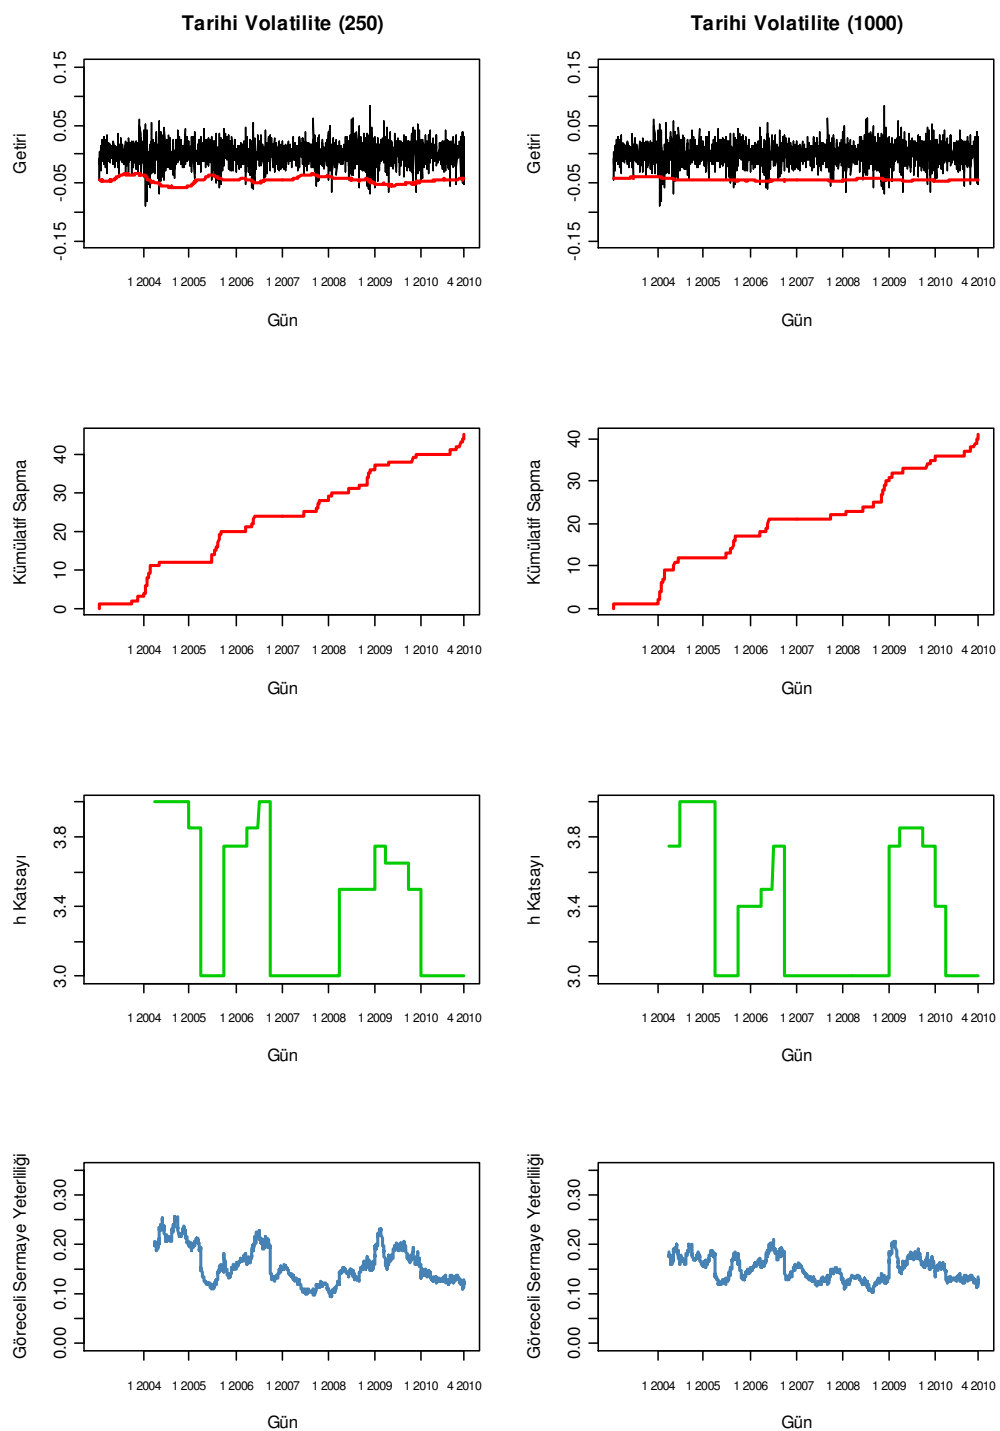 Tarihi Volatilite (250)
Getiri
0.15
0.05
-0.05
-0.15
1 2004 1 2005 1 2006 1 2007 1 2008 1 2009 1 2010 4 2010
Gün
Tarihi Volatilite (1000)
Getiri
0.15
0.05
-0.05
-0.15
1 2004 1 2005 1 2006 1 2007 1 2008 1 2009 1 2010 4 2010
Gün
Kümülatif Sapma
40
30
20
10
0
1 2004 1 2005 1 2006 1 2007 1 2008 1 2009 1 2010 4 2010
Gün
Kümülatif Sapma
40
30
20
10
0
1 2004 1 2005 1 2006 1 2007 1 2008 1 2009 1 2010 4 2010
Gün
h Katsayı
3.8
3.4
3.0
1 2004 1 2005 1 2006 1 2007 1 2008 1 2009 1 2010 4 2010
Gün
h Katsayı
3.8
3.4
3.0
1 2004 1 2005 1 2006 1 2007 1 2008 1 2009 1 2010 4 2010
Gün
Göreceli Sermaye Yeterliliği
0.30
0.20
0.10
0.00
1 2004 1 2005 1 2006 1 2007 1 2008 1 2009 1 2010 4 2010
Gün
Göreceli Sermaye Yeterliliği
0.30
0.20
0.10
0.00
1 2004 1 2005 1 2006 1 2007 1 2008 1 2009 1 2010 4 2010
Gün